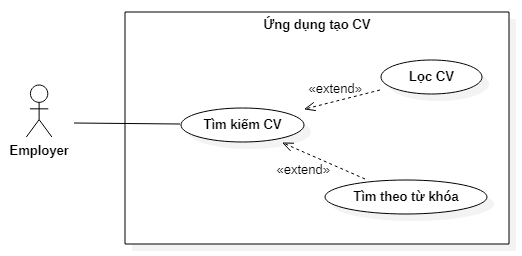 Ứng dụng tạo CV
Lọc CV
«extend»
Tìm kiếm CV
Employer
«extend»
Tìm theo từ khóa